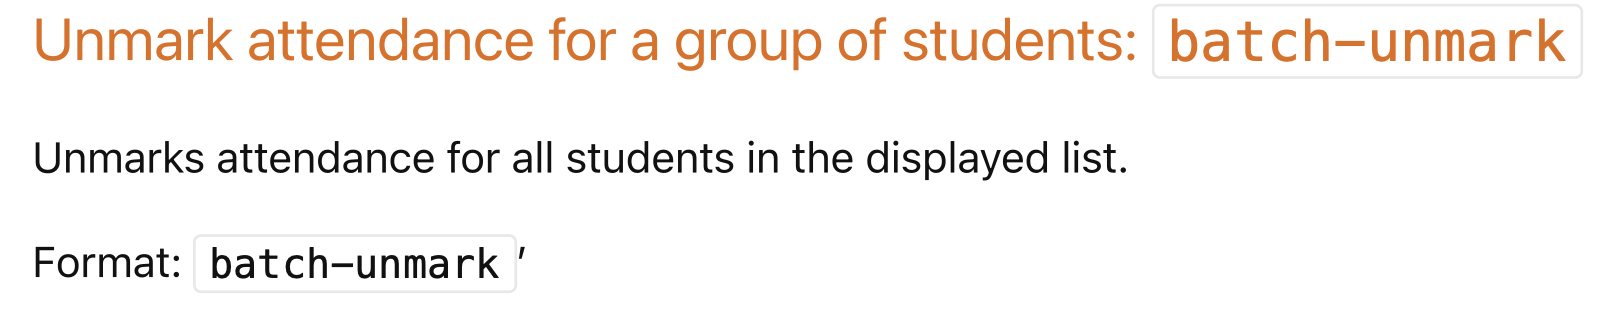 Unmark attendance for a group of students: batch-unmark
Unmarks attendance for all students in the displayed list.
Format: batch-unmark’